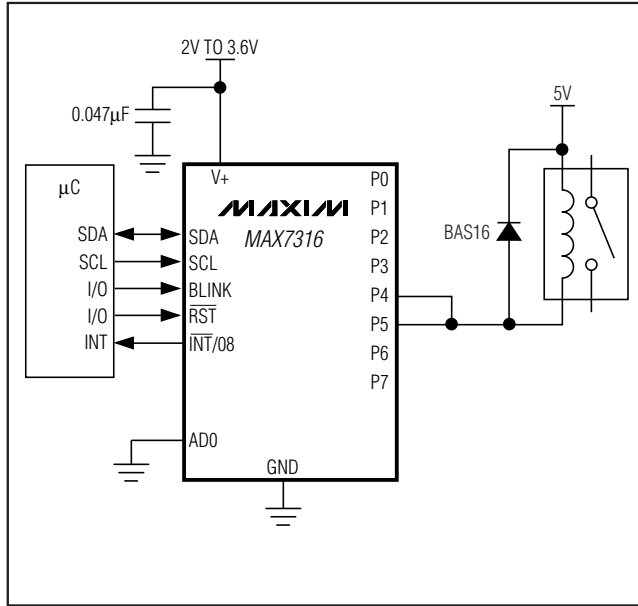 2V TO 3.6V
0.047µF
5V
µC
SDA
SCL
I/O
I/O
INT
V+
MAXIM
MAX7316
SDA
SCL
BLINK
RST
INT/08
AD0
GND
P0
P1
P2
P3
P4
P5
P6
P7
BAS16